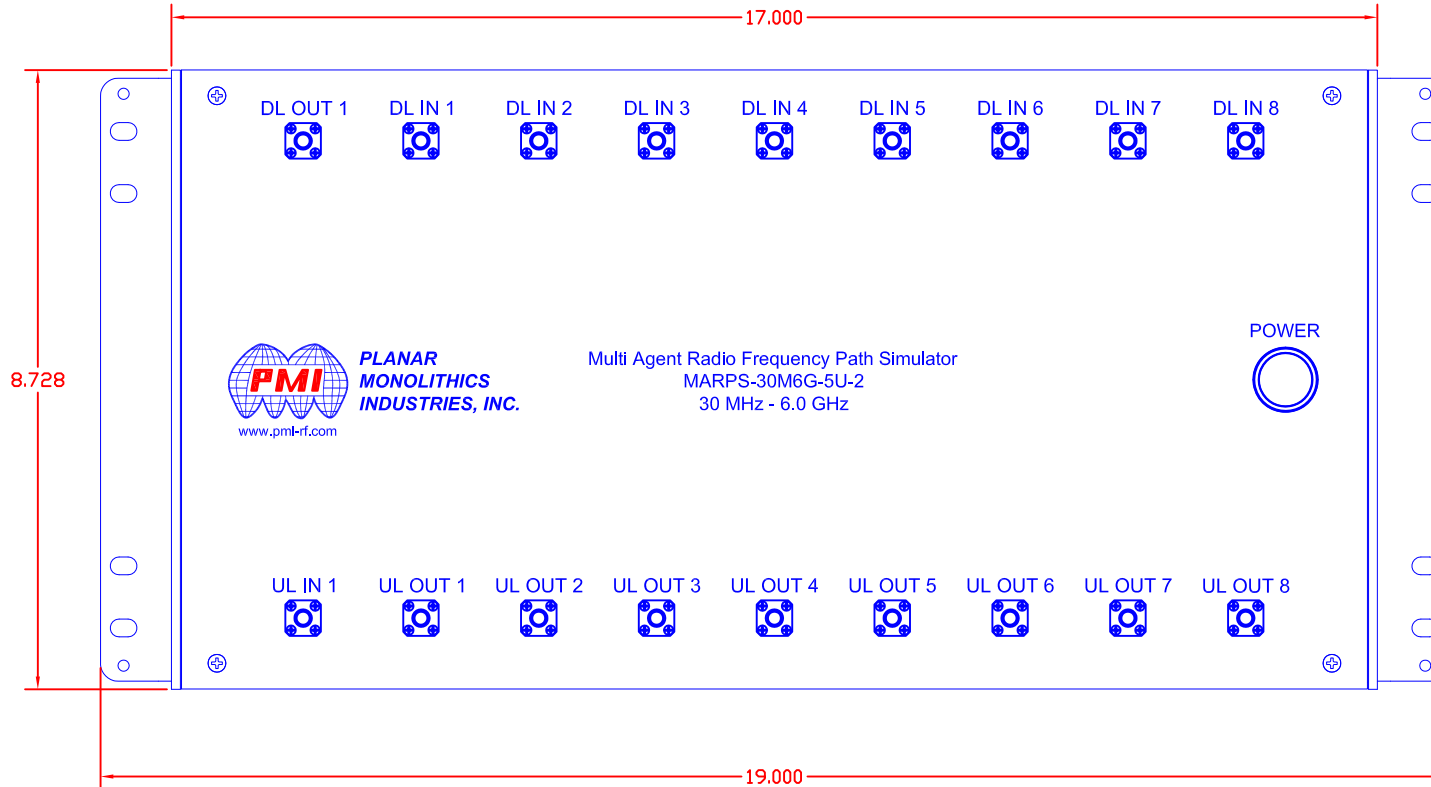 17.000
DL OUT 1 DL IN 1 DL IN 2 DL IN 3 DL IN 4 DL IN 5 DL IN 6 DL IN 7 DL IN 8
8.728
POWER
PMI
PLANAR
MONOLITHICS
INDUSTRIES, INC.
www.pmI-rf.com
Multi Agent Radio Frequency Path Simulator
MARPS-30M6G-5U-2
30 MHz - 6.0 GHz
UL IN 1 UL OUT 1 UL OUT 2 UL OUT 3 UL OUT 4 UL OUT 5 UL OUT 6 UL OUT 7 UL OUT 8
19.000